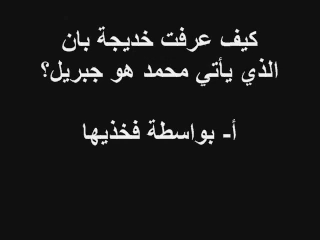 كيف عرفت خديجة بان
الذي يأتي محمد هو جبريل؟
أ- بواسطة فخذيها